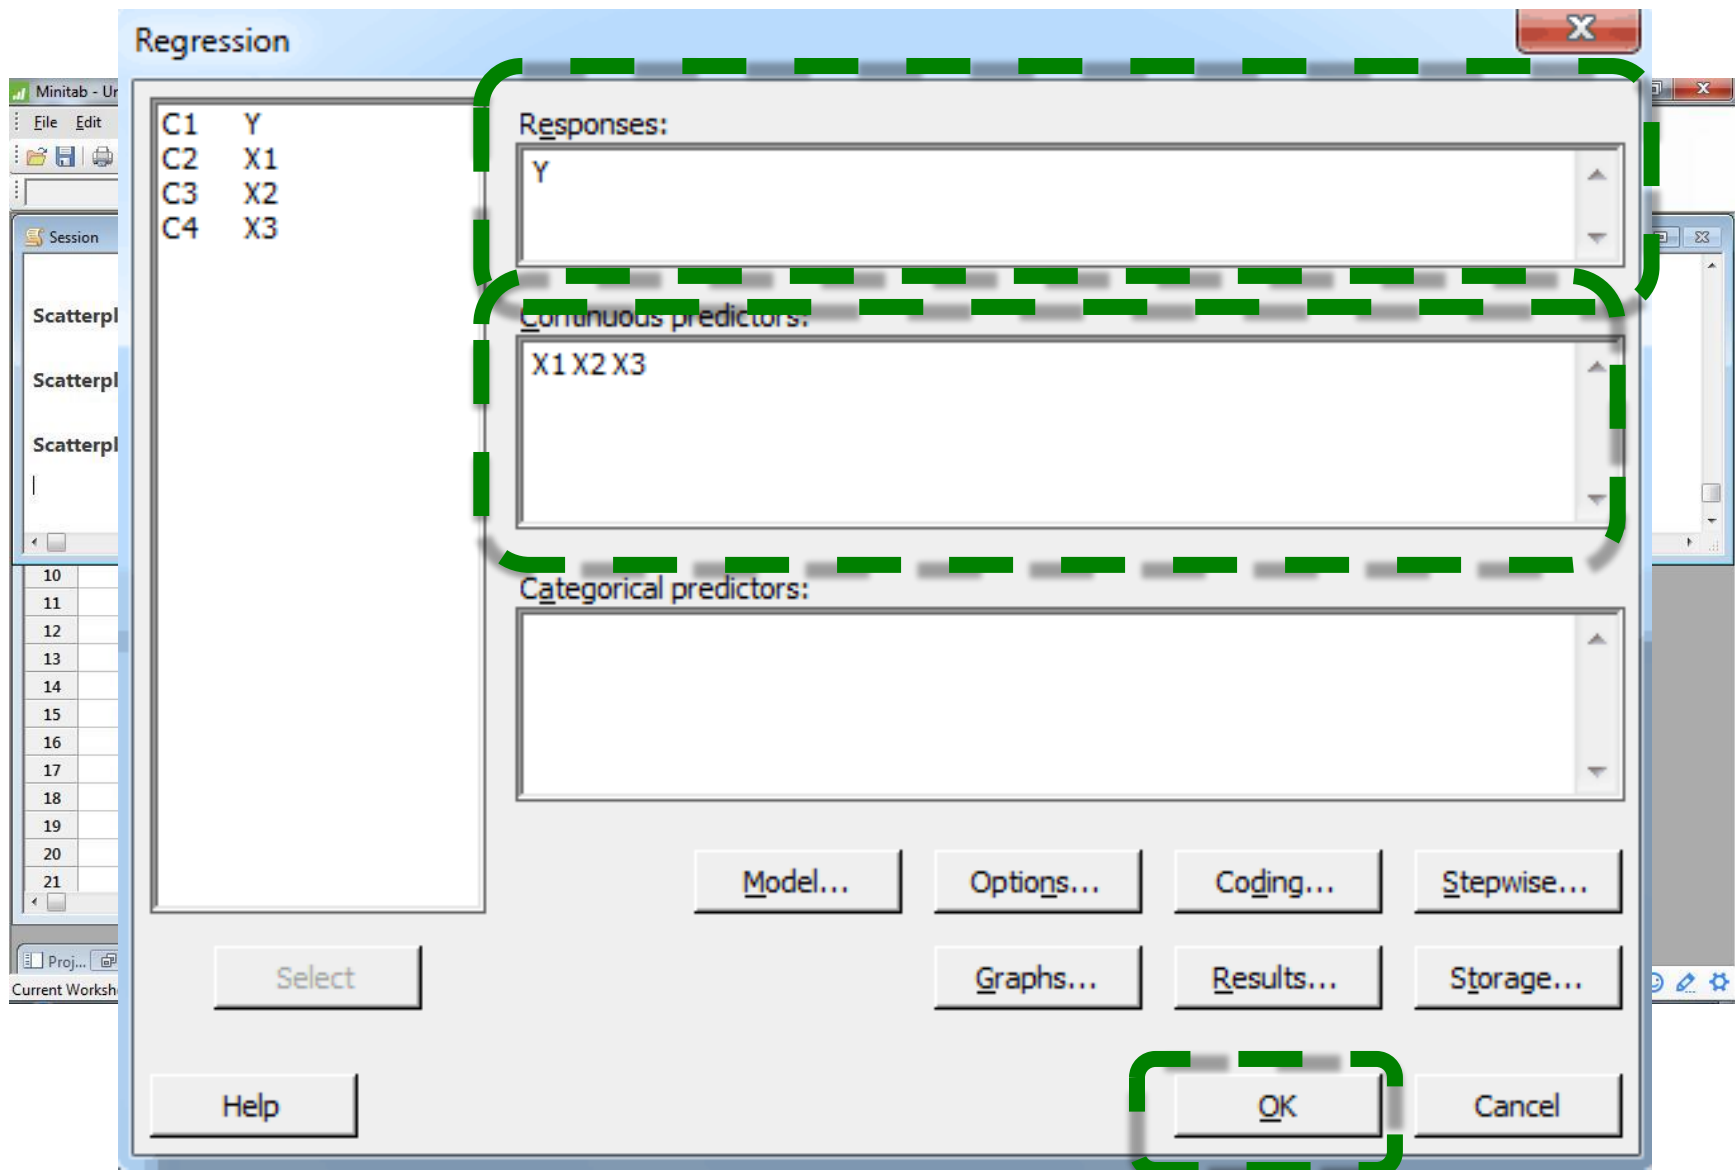 Regression
Minitab - Ur
File Edit
C1 Y
C2 X1
C3 X2
C4 X3
Responses:
Y
Session
Scatterpl
Scatterpl
Scatterpl
Continuous predictors:
X1 X2 X3
Categorical predictors:
10
11
12
13
14
15
16
17
18
19
20
21
Model... Options... Coding... Stepwise...
Proj...
Select Graphs... Results... Storage...
Current Worksh
Help OK Cancel